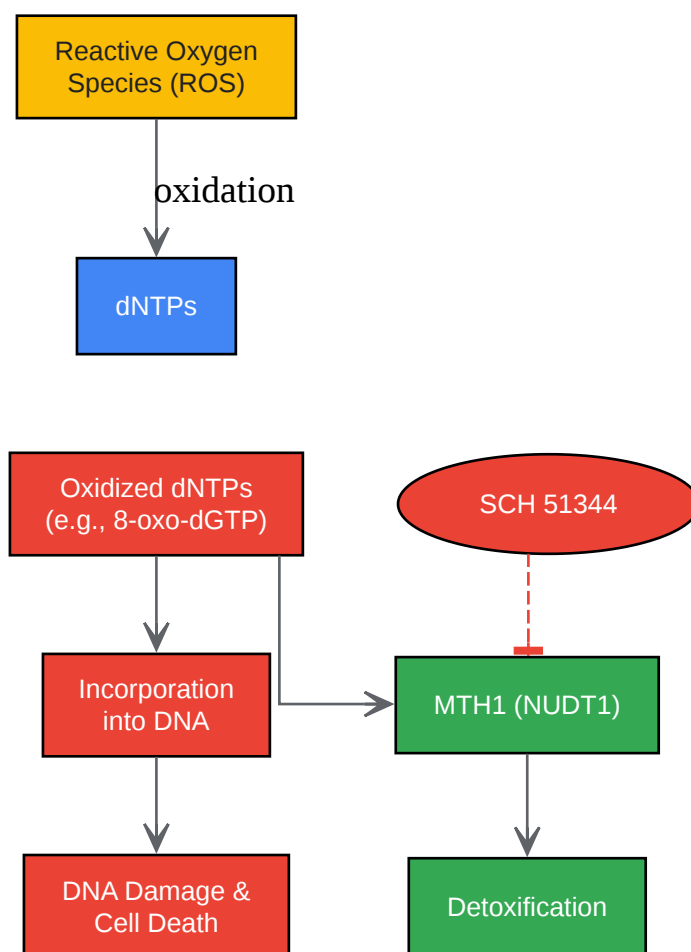 Reactive Oxygen
Species (ROS)
oxidation
dNTPs
Oxidized dNTPs
(e.g., 8-oxo-dGTP)
SCH 51344
Incorporation
into DNA
MTH1 (NUDT1)
DNA Damage &
Cell Death
Detoxification